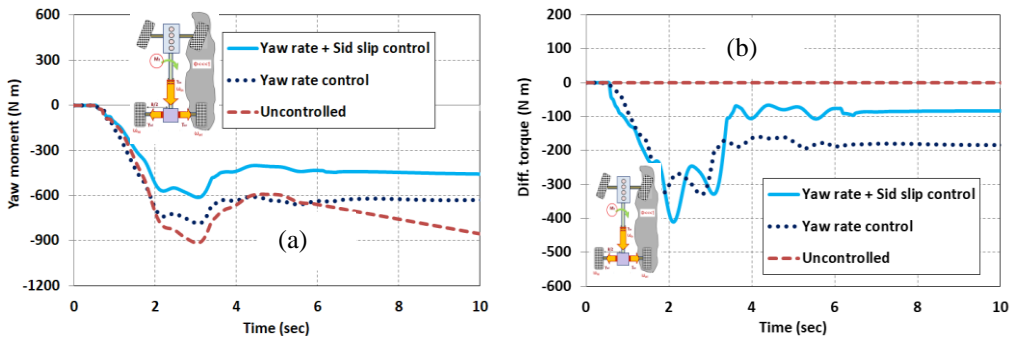 600
300
0
-300
-600
-900
-1200
Yaw moment (N m)
0
2
4
6
8
10
Time (sec)
Yaw rate + Sid slip control
Yaw rate control
Uncontrolled
(a)
200
100
0
-100
-200
-300
-400
-500
-600
Diff. torque (N m)
0
2
4
6
8
10
Time (sec)
(b)
Yaw rate + Sid slip control
Yaw rate control
Uncontrolled